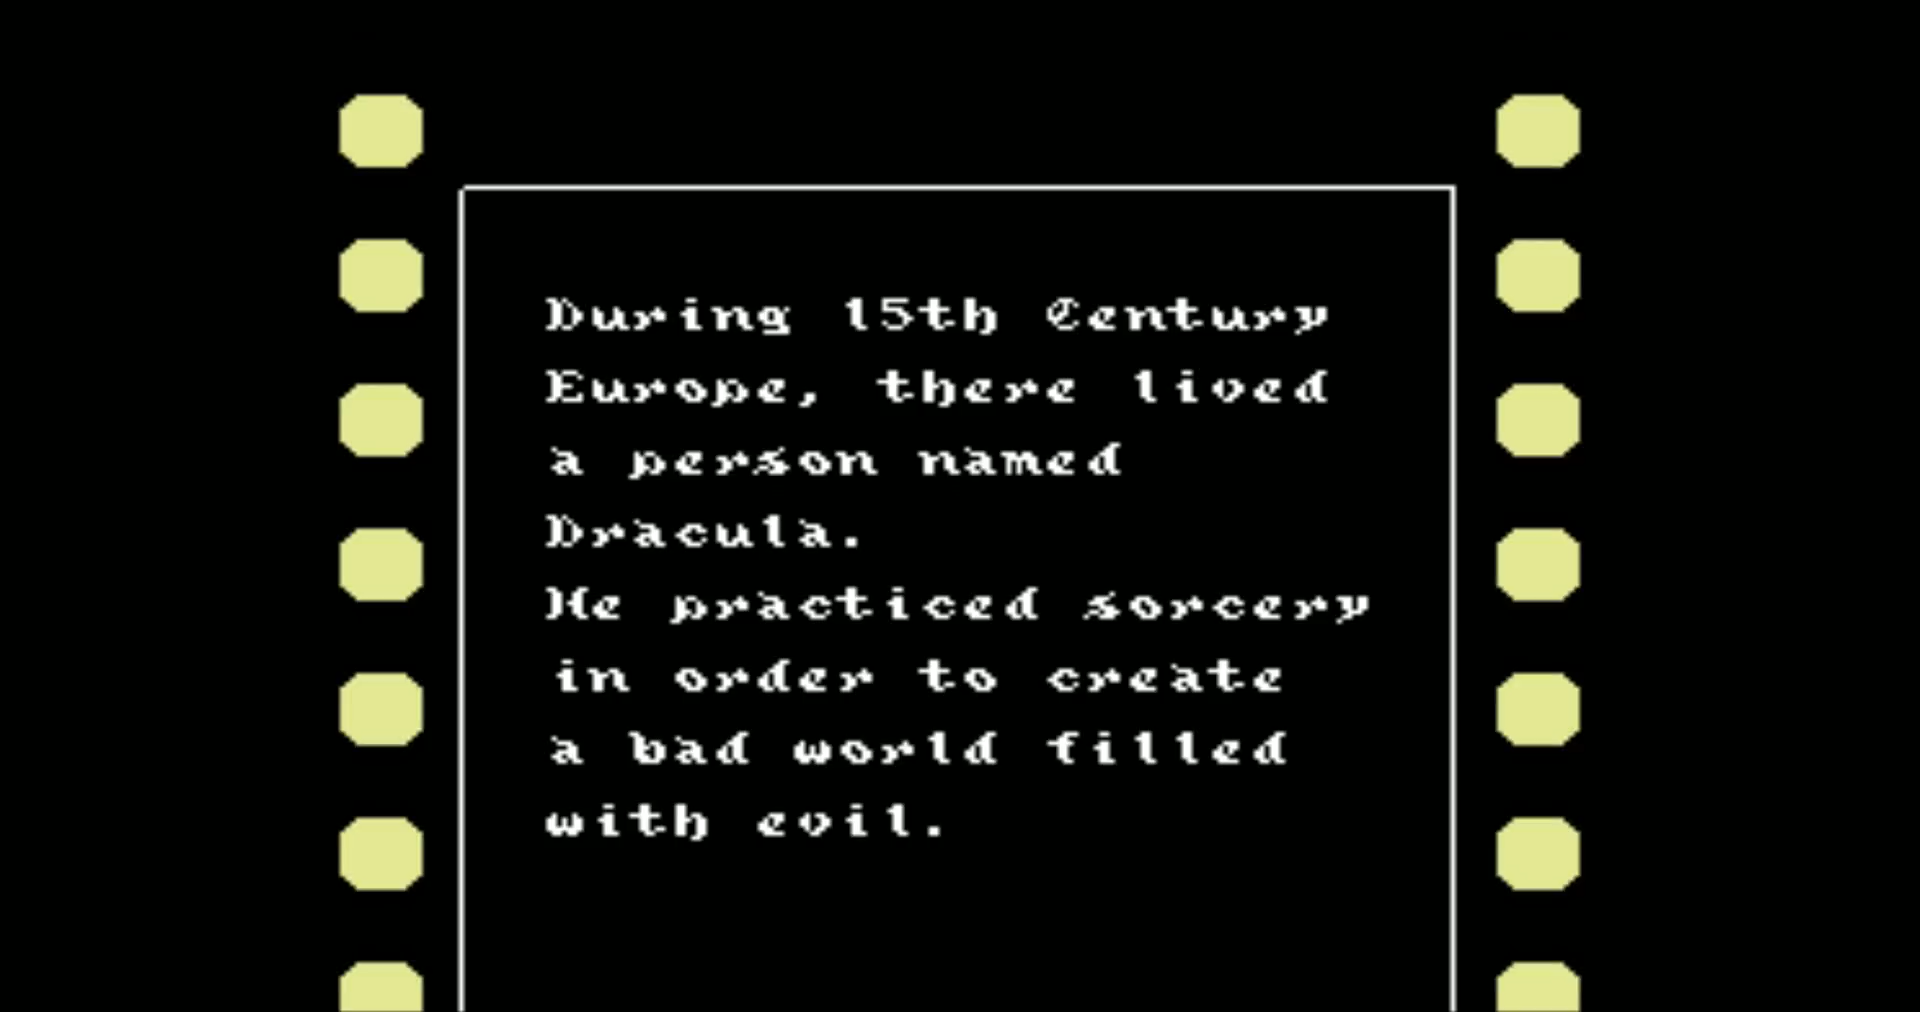 During 15th Century
Europe, there lived
a person named
Dracula.
He practiced sorcery
in order to create
a bad world filled
with evil.